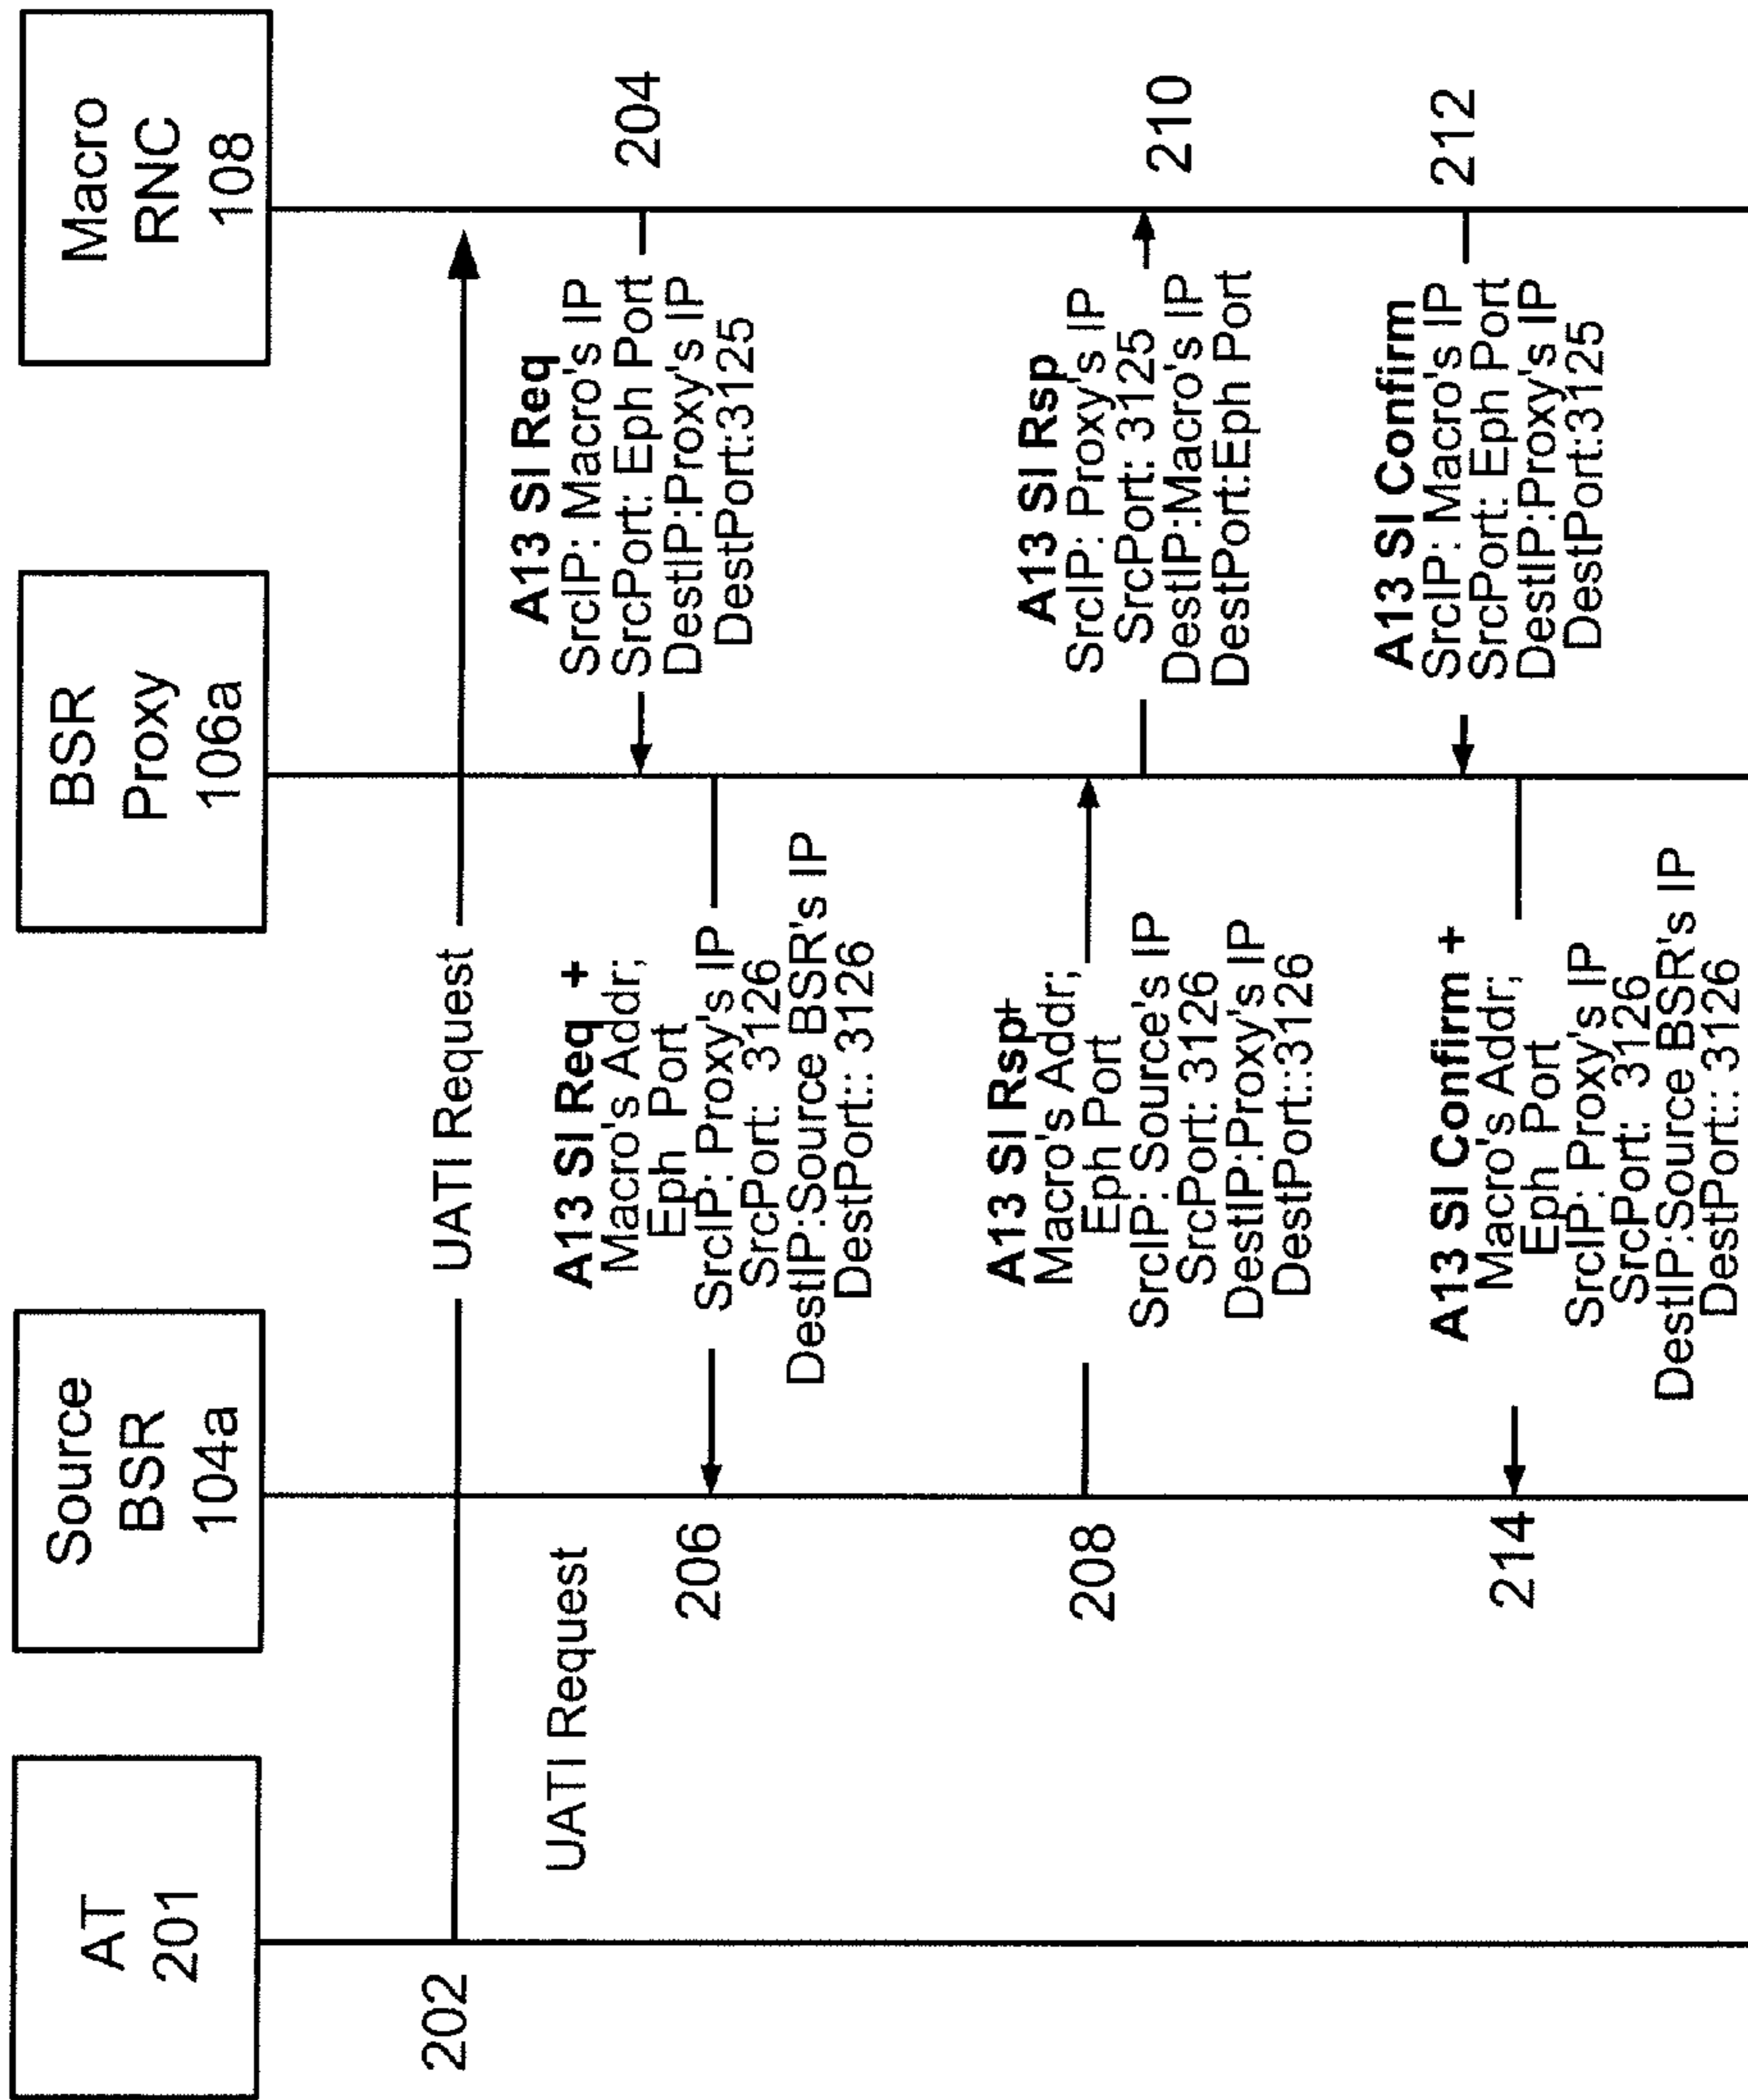 AT
201
Source
BSR
104a
BSR
Proxy
106a
Macro
RNC
108
202
UATI Request
UATI Request
A13 SI Req
SrcIP: Macro's IP
SrcPort: Eph Port
DestIP:Proxy's IP
DestPort:3125
204
206
A13 SI Req +
Macro's Addr;
Eph Port
SrcIP: Proxy's IP
SrcPort: 3126
DestIP:Source BSR's IP
DestPort:: 3126
208
A13 SI Rsp+
Macro's Addr;
Eph Port
SrcIP: Source's IP
SrcPort: 3126
DestIP:Proxy's IP
DestPort::3126
A13 SI Rsp
SrcIP: Proxy's IP
SrcPort: 3125
DestIP:Macro's IP
DestPort:Eph Port
210
A13 SI Confirm
SrcIP: Macro's IP
SrcPort: Eph Port
DestIP:Proxy's IP
DestPort:3125
212
214
A13 SI Confirm +
Macro's Addr;
Eph Port
SrcIP: Proxy's IP
SrcPort: 3126
DestIP:Source BSR's IP
DestPort:: 3126